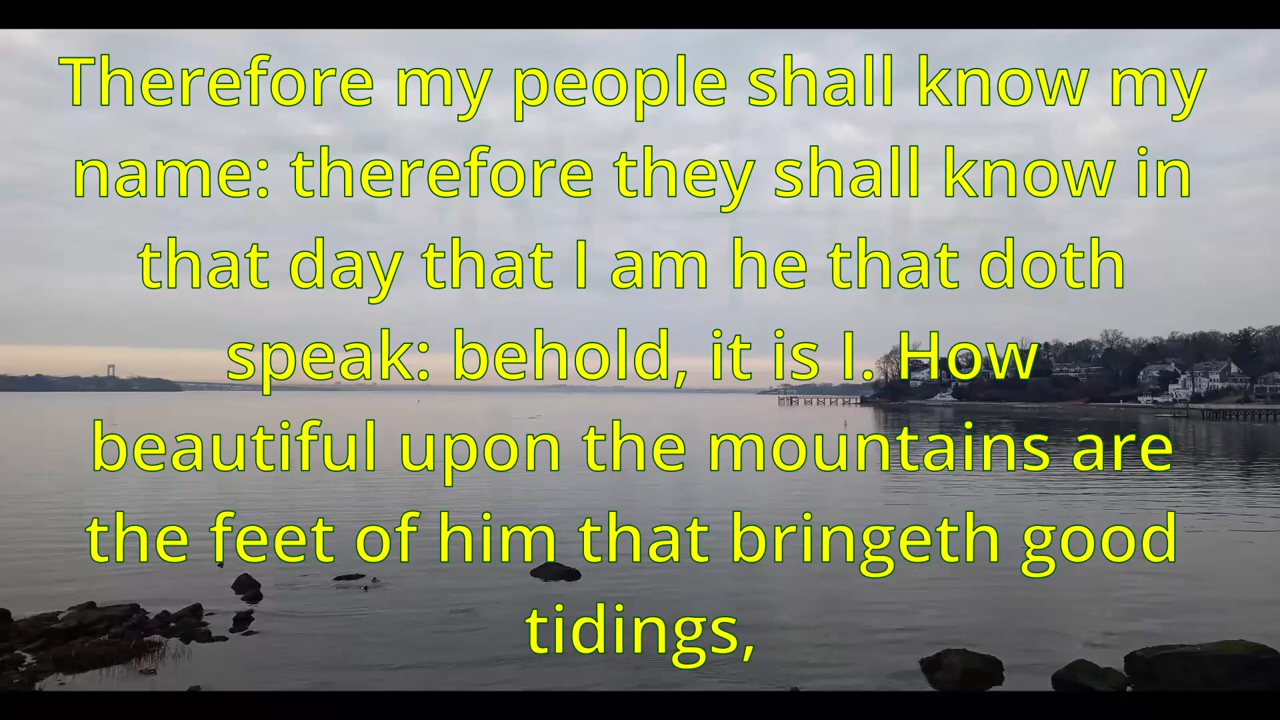 Therefore my people shall know my
name: therefore they shall know in
that day that I am he that doth
speak: behold, it is I. How
beautiful upon the mountains are
the feet of him that bringeth good
tidings,